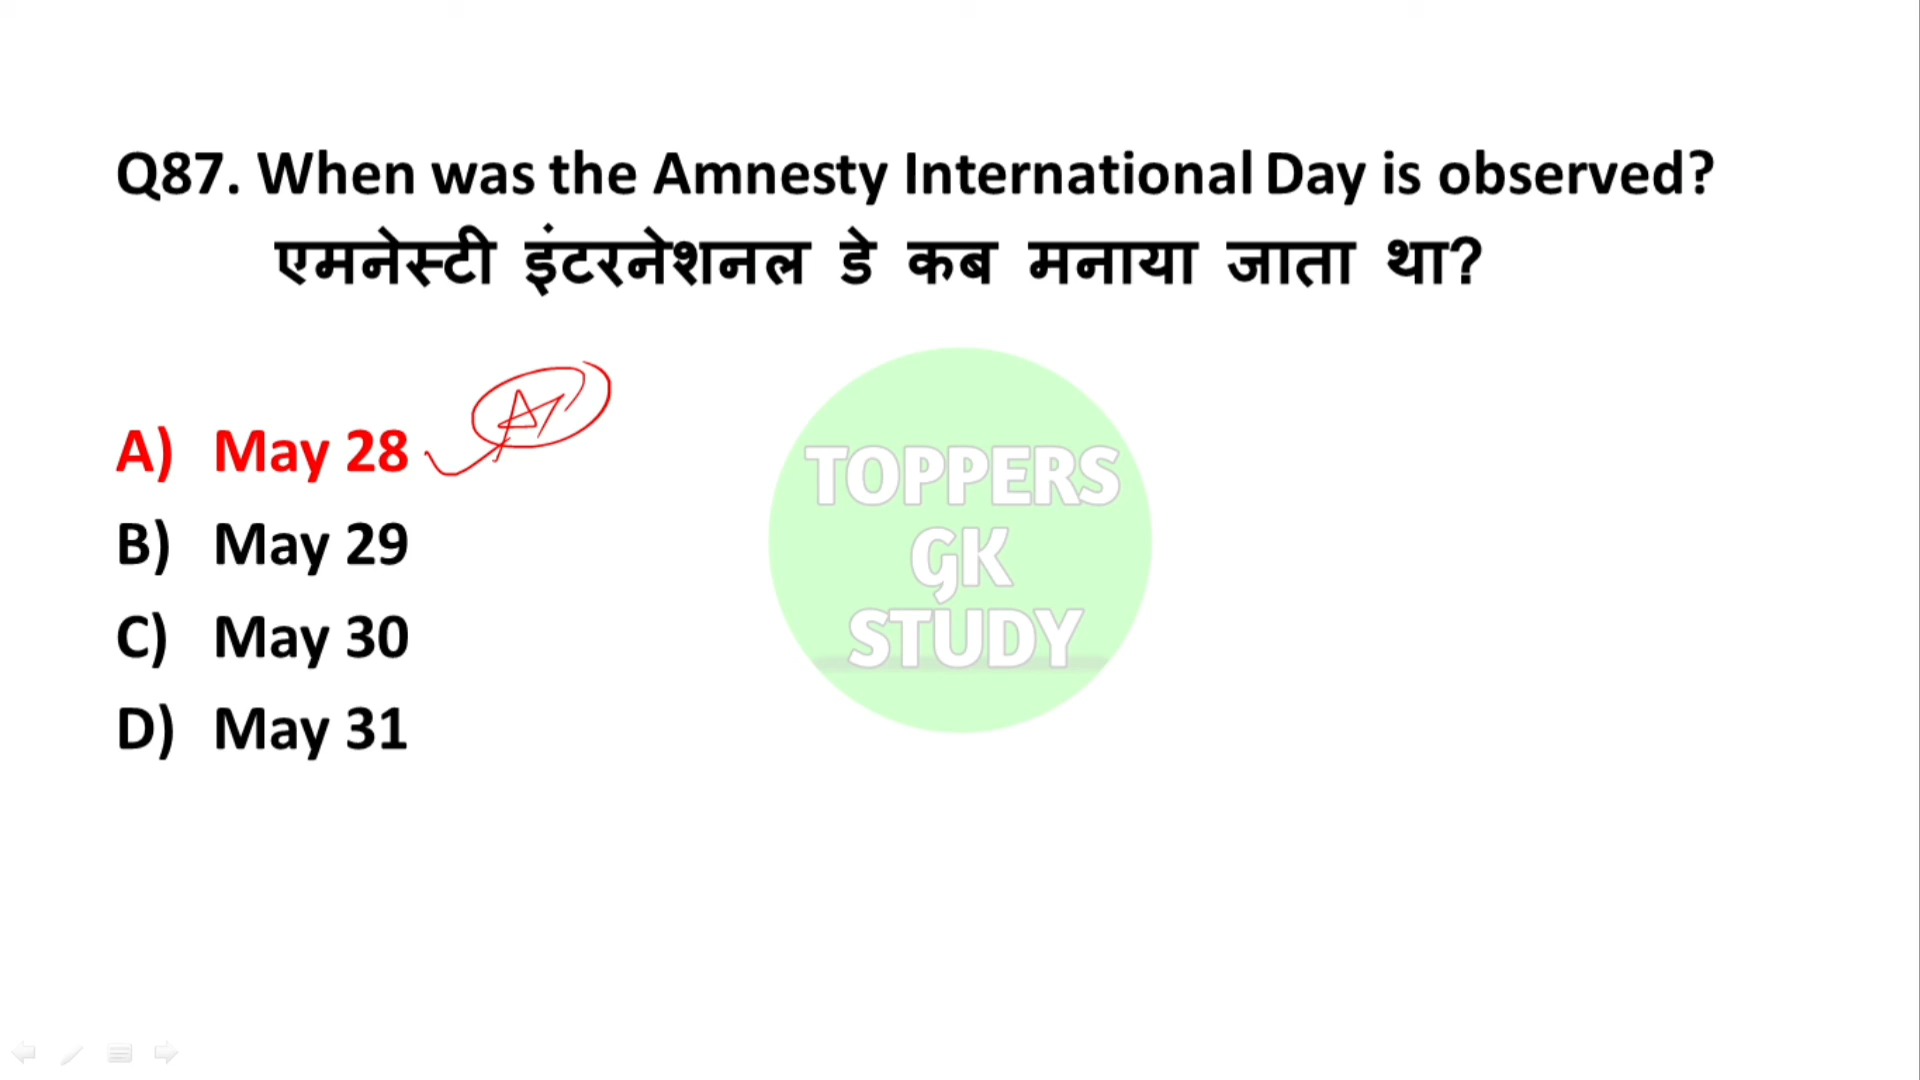 Q87. When was the Amnesty International Day is observed?
एमनेस्टी इंटरनेशनल डे कब मनाया जाता था?
A) May 28
B) May 29
C) May 30
D) May 31
TOPPERS
GK
STUDY